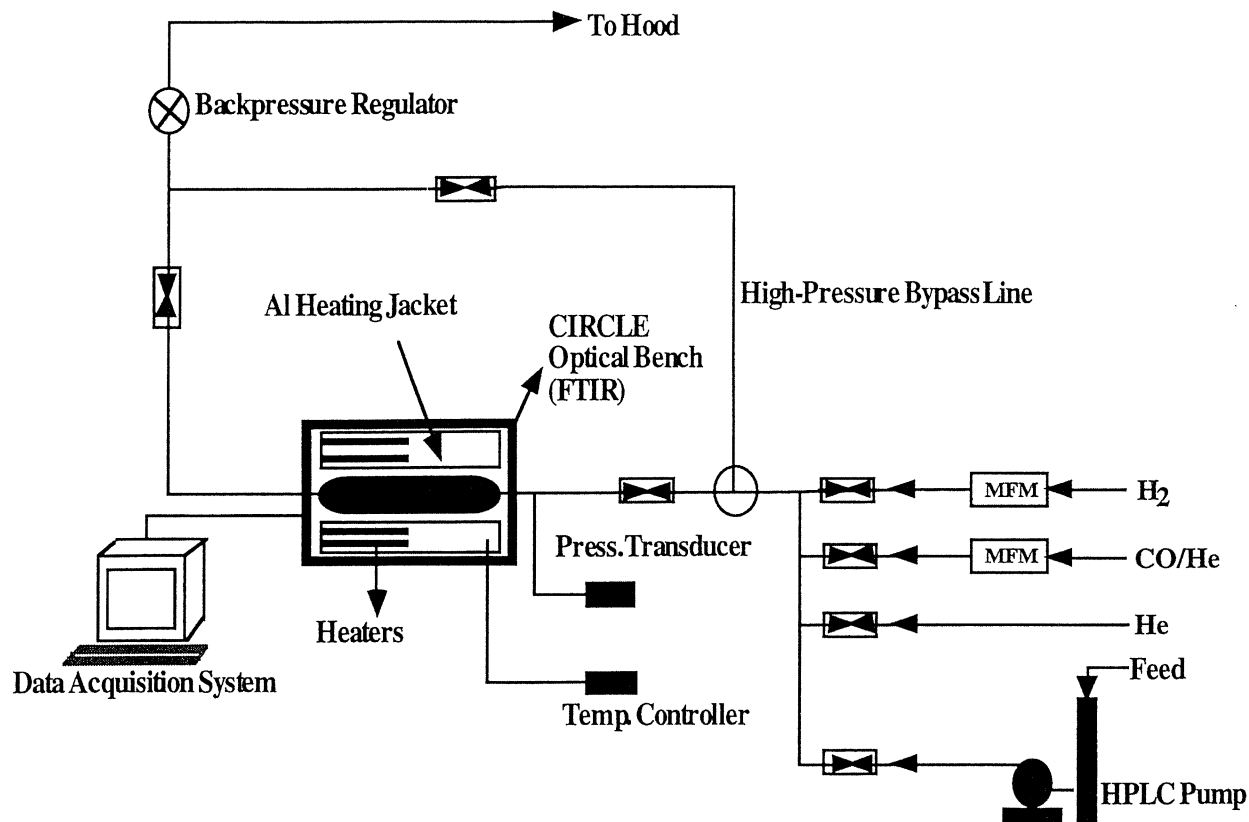 To Hood
Backpressure Regulator
High-Pressure Bypass Line
Al Heating Jacket
CIRCLE
Optical Bench
(FTIR)
MFM
H2
Press. Transducer
MFM
CO/He
He
Heaters
Feed
Data Acquisition System
Temp. Controller
HPLC Pump